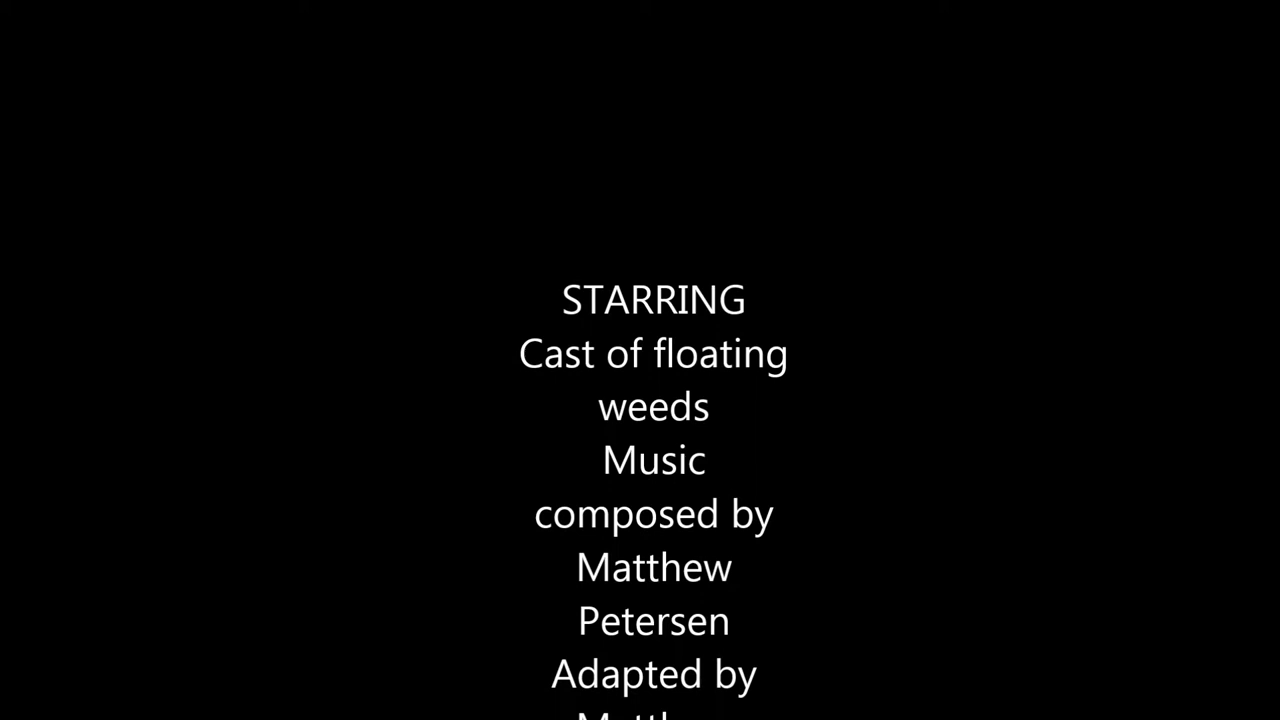 STARRING
Cast of floating
weeds
Music
composed by
Matthew
Petersen
Adapted by